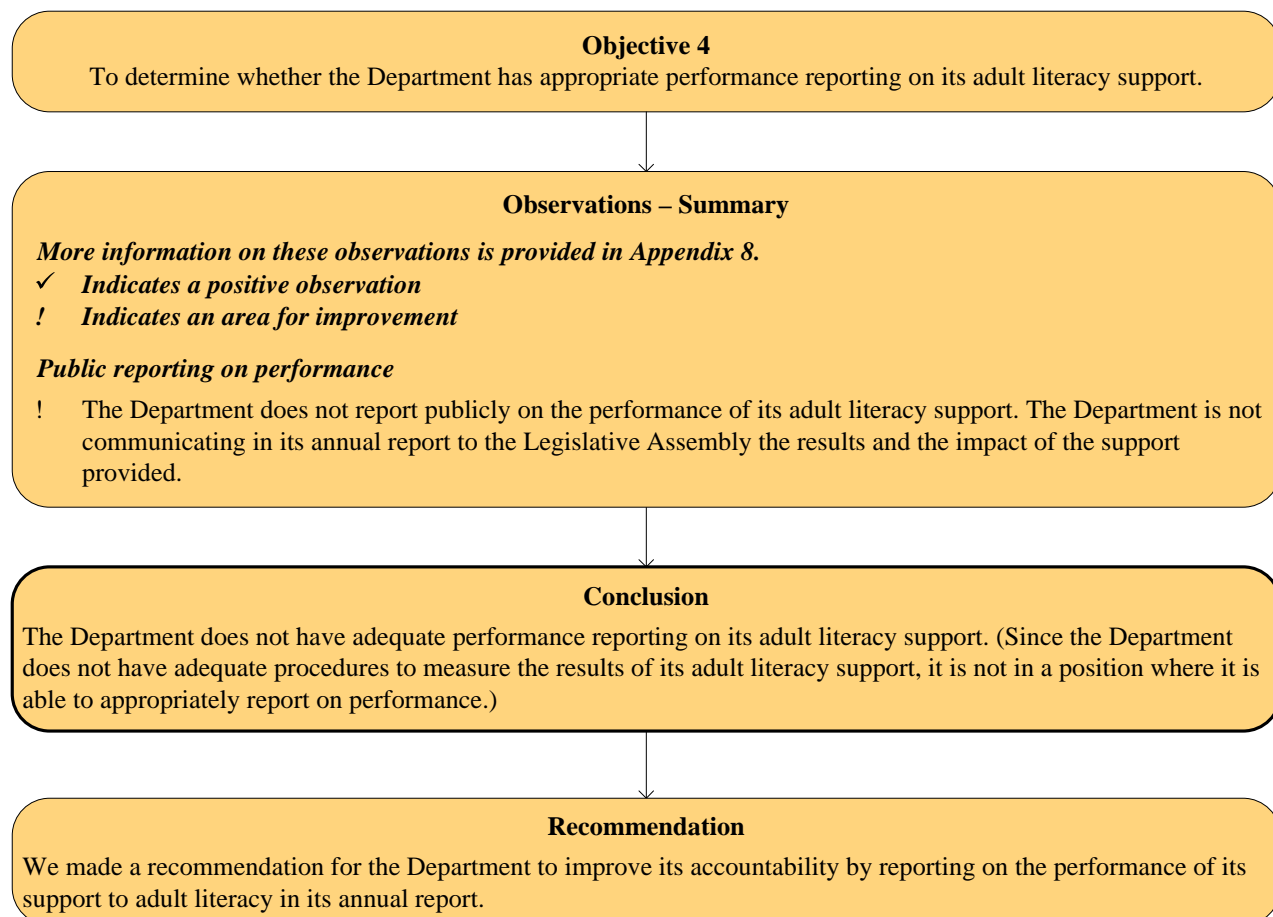 Objective 4
To determine whether the Department has appropriate performance reporting on its adult literacy support.
Observations – Summary
More information on these observations is provided in Appendix 8.
✓ Indicates a positive observation
! Indicates an area for improvement
Public reporting on performance
! The Department does not report publicly on the performance of its adult literacy support. The Department is not
communicating in its annual report to the Legislative Assembly the results and the impact of the support
provided.
Conclusion
The Department does not have adequate performance reporting on its adult literacy support. (Since the Department
does not have adequate procedures to measure the results of its adult literacy support, it is not in a position where it is
able to appropriately report on performance.)
Recommendation
We made a recommendation for the Department to improve its accountability by reporting on the performance of its
support to adult literacy in its annual report.